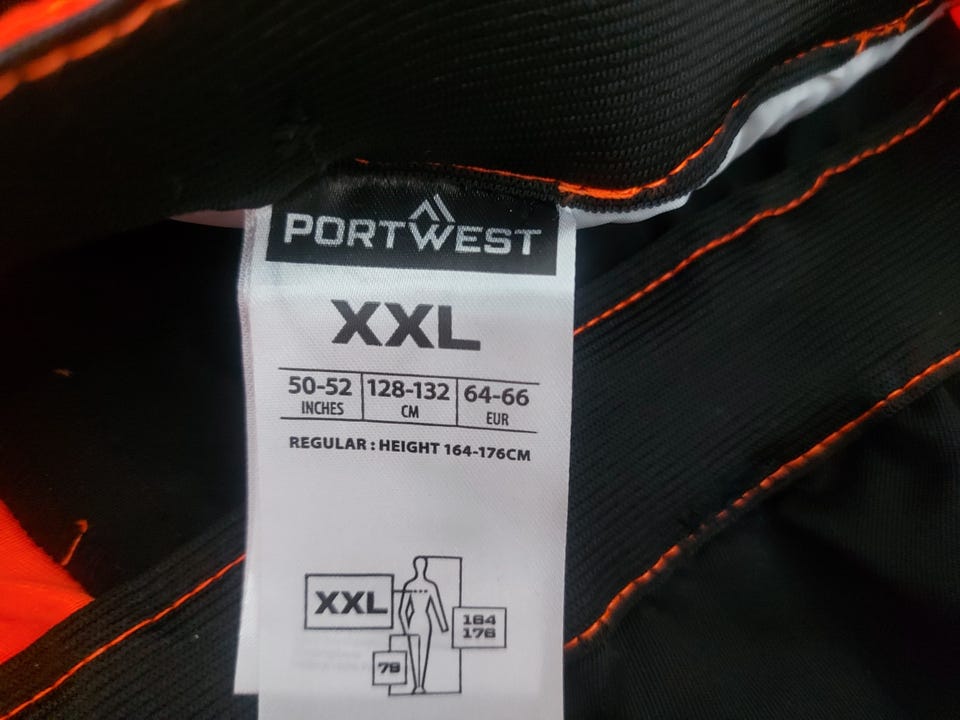 PORTWEST
XXL
50-52 128-132 64-66
INCHES CM EUR
REGULAR : HEIGHT 164-176CM
XXL
164
176
79